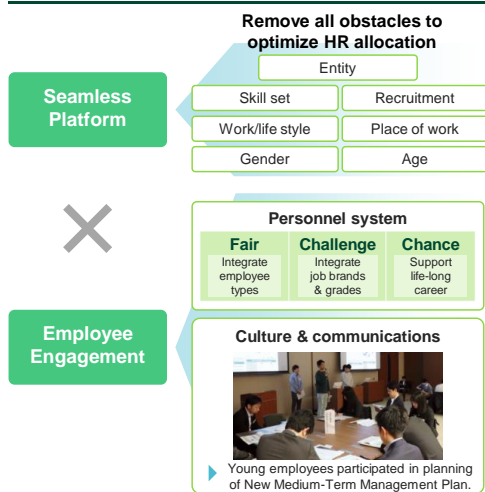 Remove all obstacles to
optimize HR allocation
Seamless
Platform
Entity
Skill set
Recruitment
Work/life style
Place of work
Gender
Age
Employee
Engagement
Personnel system
Fair
Integrate
employee
types
Challenge
Integrate
job brands
& grades
Chance
Support
life-long
career
Culture & communications
Young employees participated in planning
of New Medium-Term Management Plan.